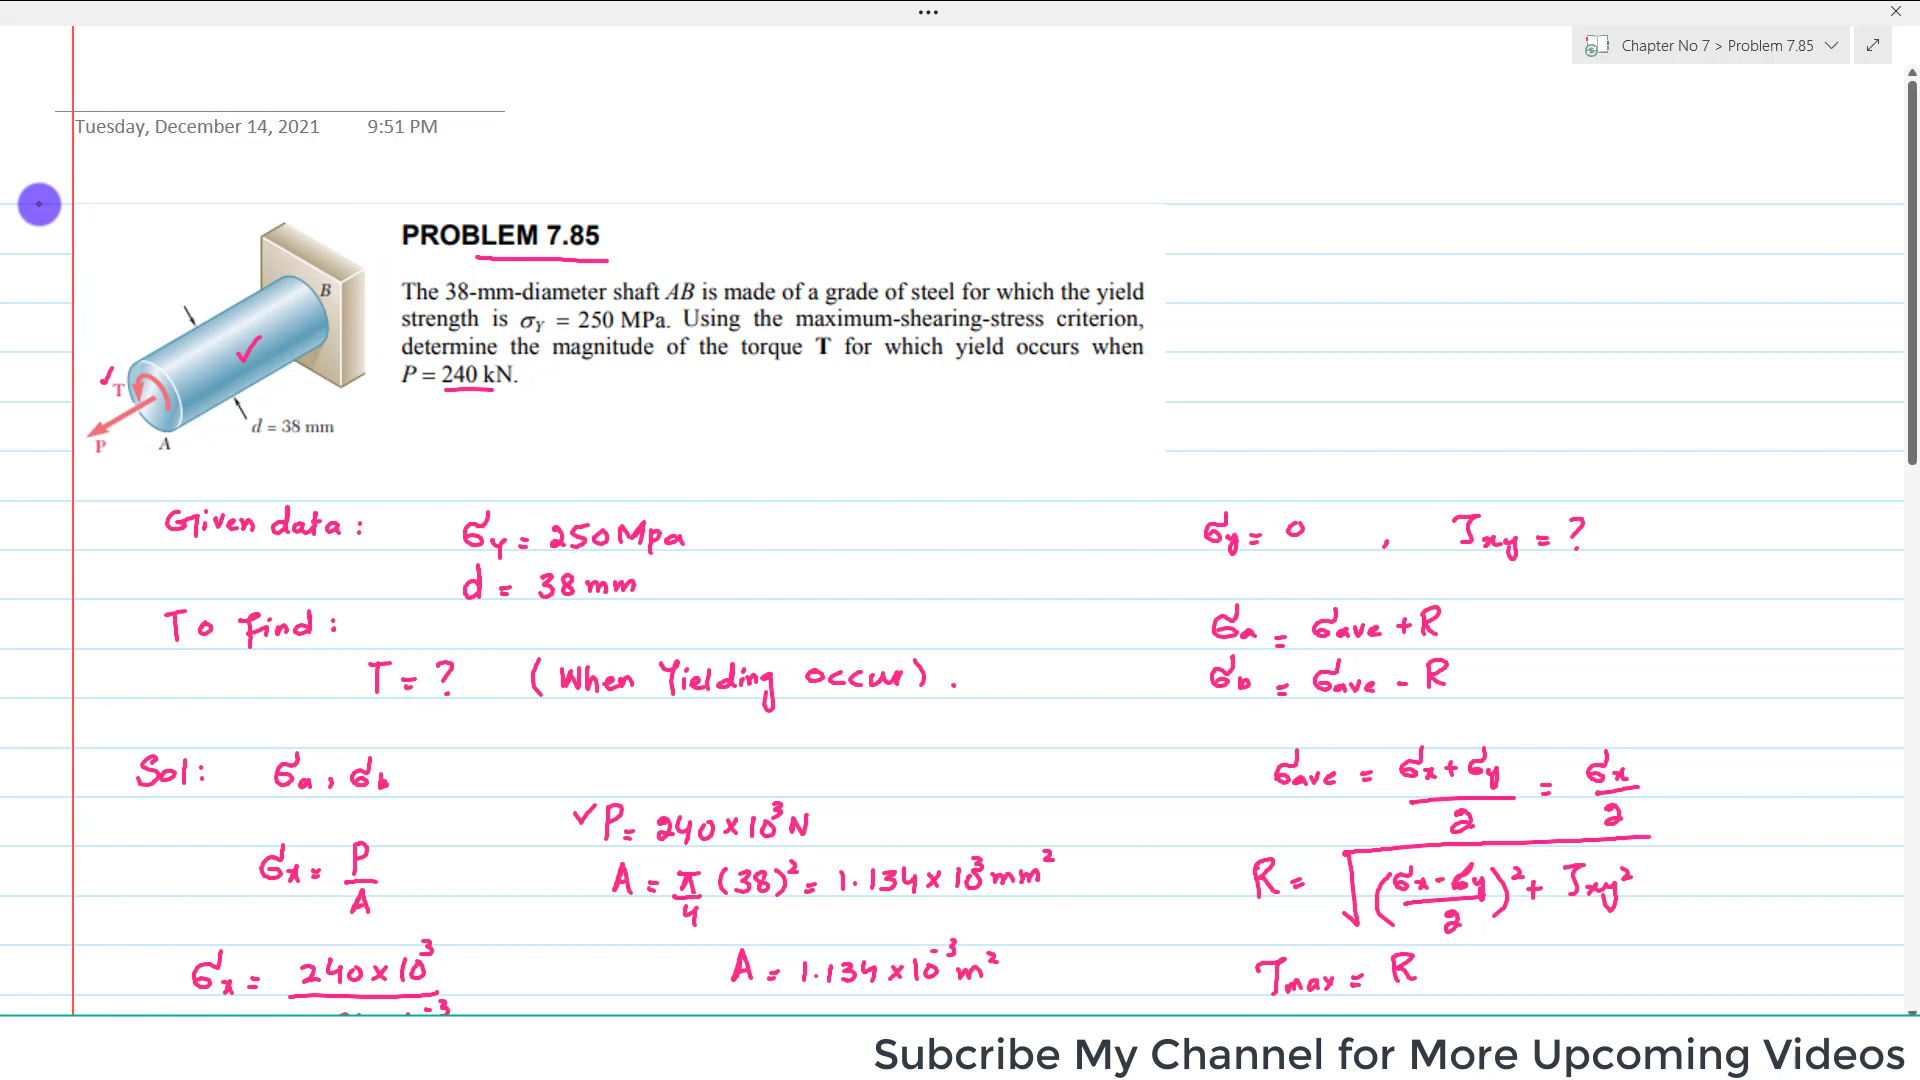 Chapter No 7 > Problem 7.85
Tuesday, December 14, 2021 9:51 PM
PROBLEM 7.85
The 38-mm-diameter shaft AB is made of a grade of steel for which the yield
strength is σY = 250 MPa. Using the maximum-shearing-stress criterion,
determine the magnitude of the torque T for which yield occurs when
P = 240 kN.
B
T
P
A
d = 38 mm
Given data :
σY = 250 Mpa
d = 38 mm
To find :
T = ? (When Yielding occur) .
Sol: σa , σb
σx = P/A
P = 240 × 10³ N
A = π/4 (38)² = 1.134 × 10³ mm²
σx = 240 × 10³
A = 1.134 × 10⁻³ m²
σy = 0 , τxy = ?
σa = σave + R
σb = σave - R
σave = σx + σy / 2 = σx / 2
R = √(σx - σy / 2)² + τxy²
τmax = R
Subcribe My Channel for More Upcoming Videos